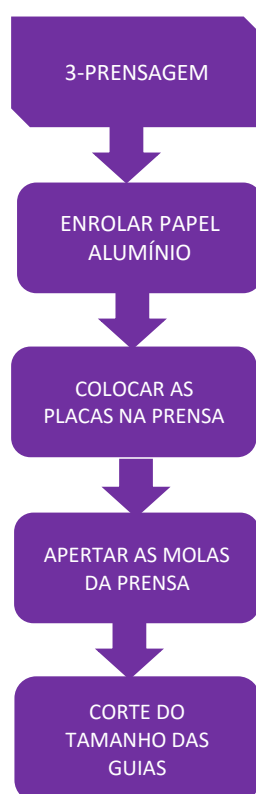 3-PRENSAGEM
ENROLAR PAPEL
ALUMÍNIO
COLOCAR AS
PLACAS NA PRENSA
APERTAR AS MOLAS
DA PRENSA
CORTE DO
TAMANHO DAS
GUIAS